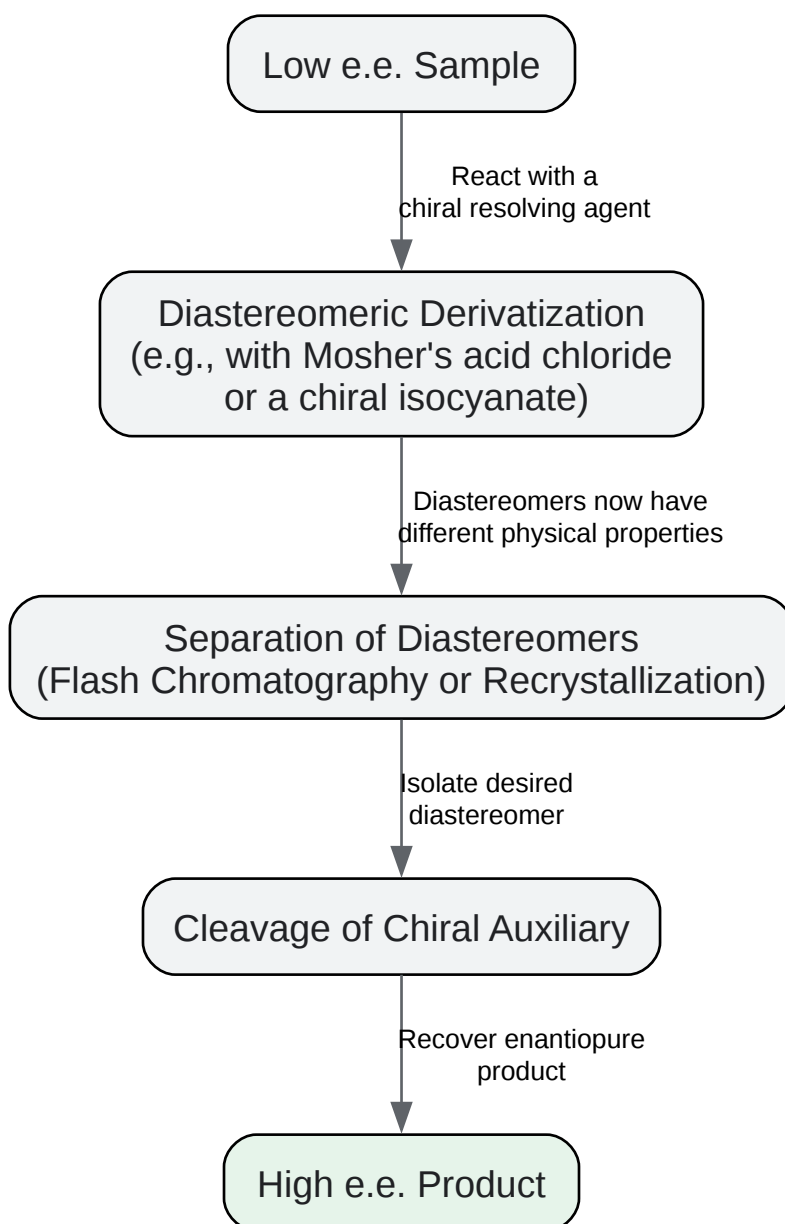 Low e.e. Sample
React with a
chiral resolving agent
Diastereomeric Derivatization
(e.g., with Mosher's acid chloride
or a chiral isocyanate)
Diastereomers now have
different physical properties
Separation of Diastereomers
(Flash Chromatography or Recrystallization)
Isolate desired
diastereomer
Cleavage of Chiral Auxiliary
Recover enantiopure
product
High e.e. Product